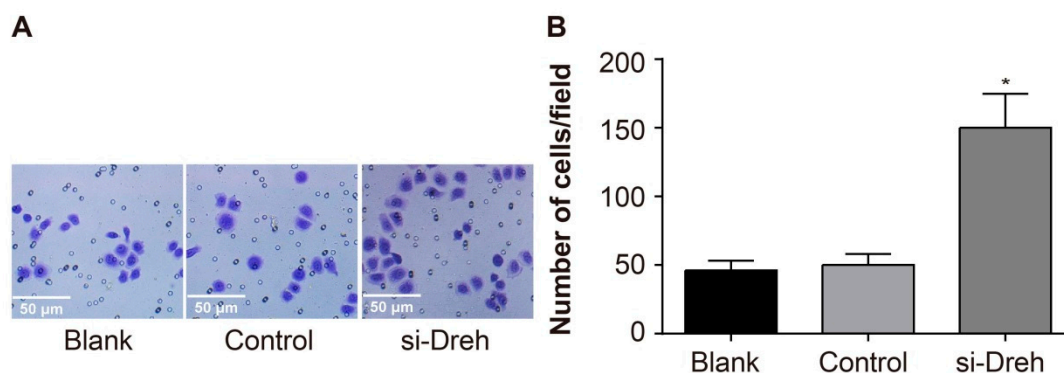 A
50 μm
50 μm
50 μm
Blank
Control
si-Dreh
B
Number of cells/field
200
150
100
50
0
*
Blank
Control
si-Dreh